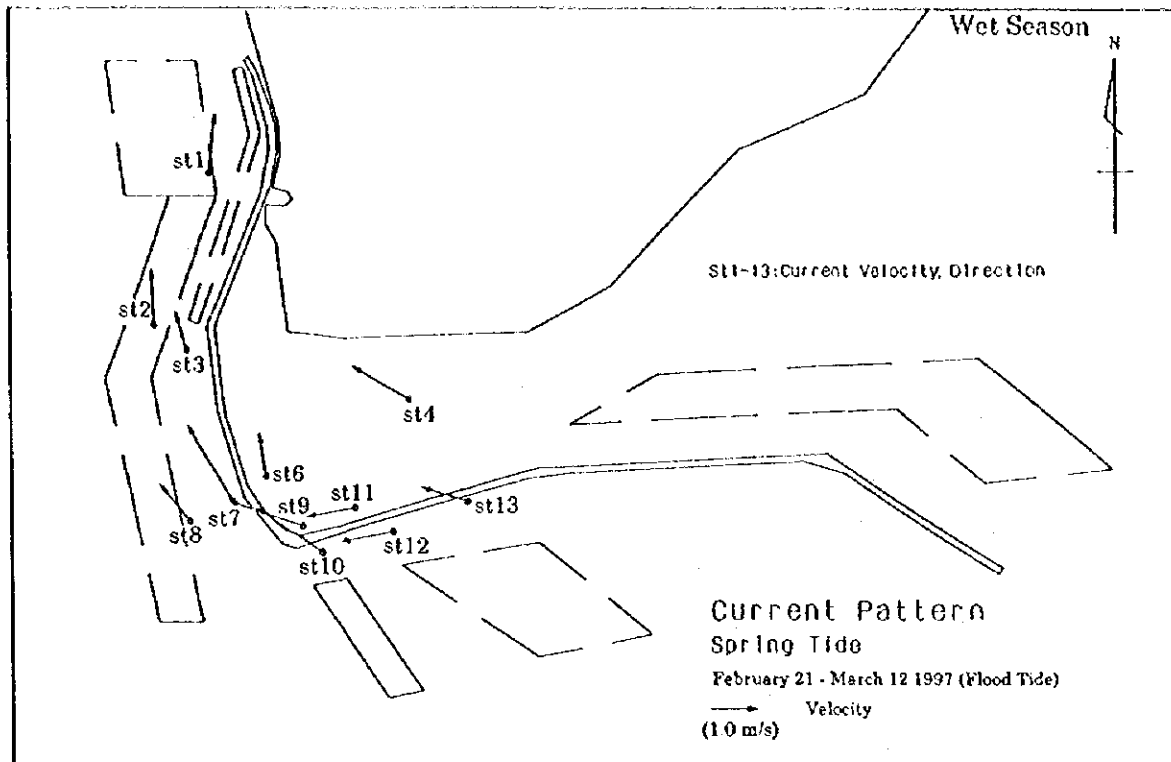 Wet Season
N
st1
St1-13:Current Velocity, Direction
st2
st3
st4
st6
st7
st8
st9
st11
st13
st12
st10
Current Pattern
Spring Tide
February 21 - March 12 1997 (Flood Tide)
Velocity
(1.0 m/s)